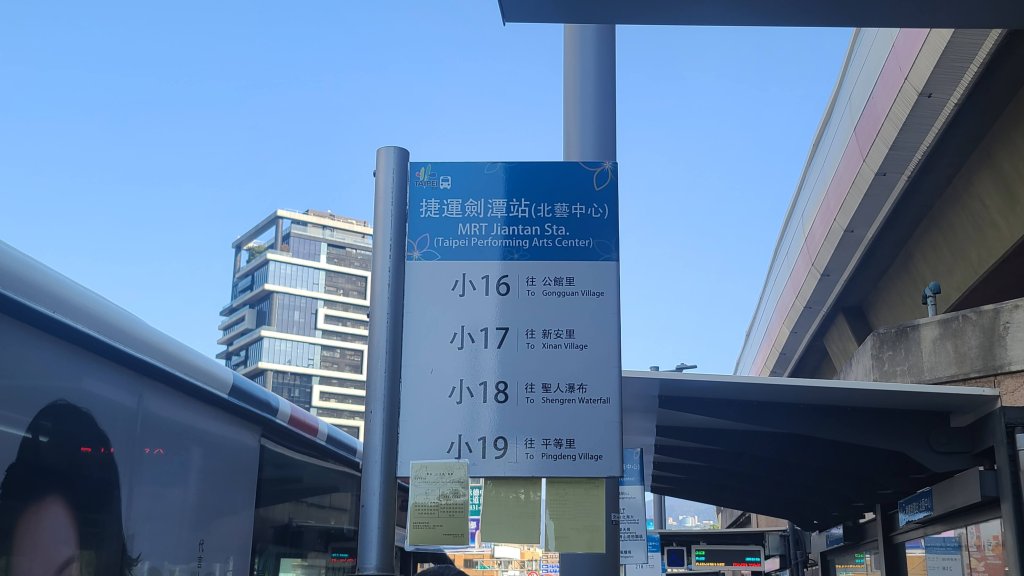 TAIPEI
捷運劍潭站(北藝中心)
MRT Jiantan Sta.
(Taipei Performing Arts Center)
小16 往 公館里
To Gongguan Village
小17 往 新安里
To Xinan Village
小18 往 聖人瀑布
To Shengren Waterfall
小19 往 平等里
To Pingdeng Village